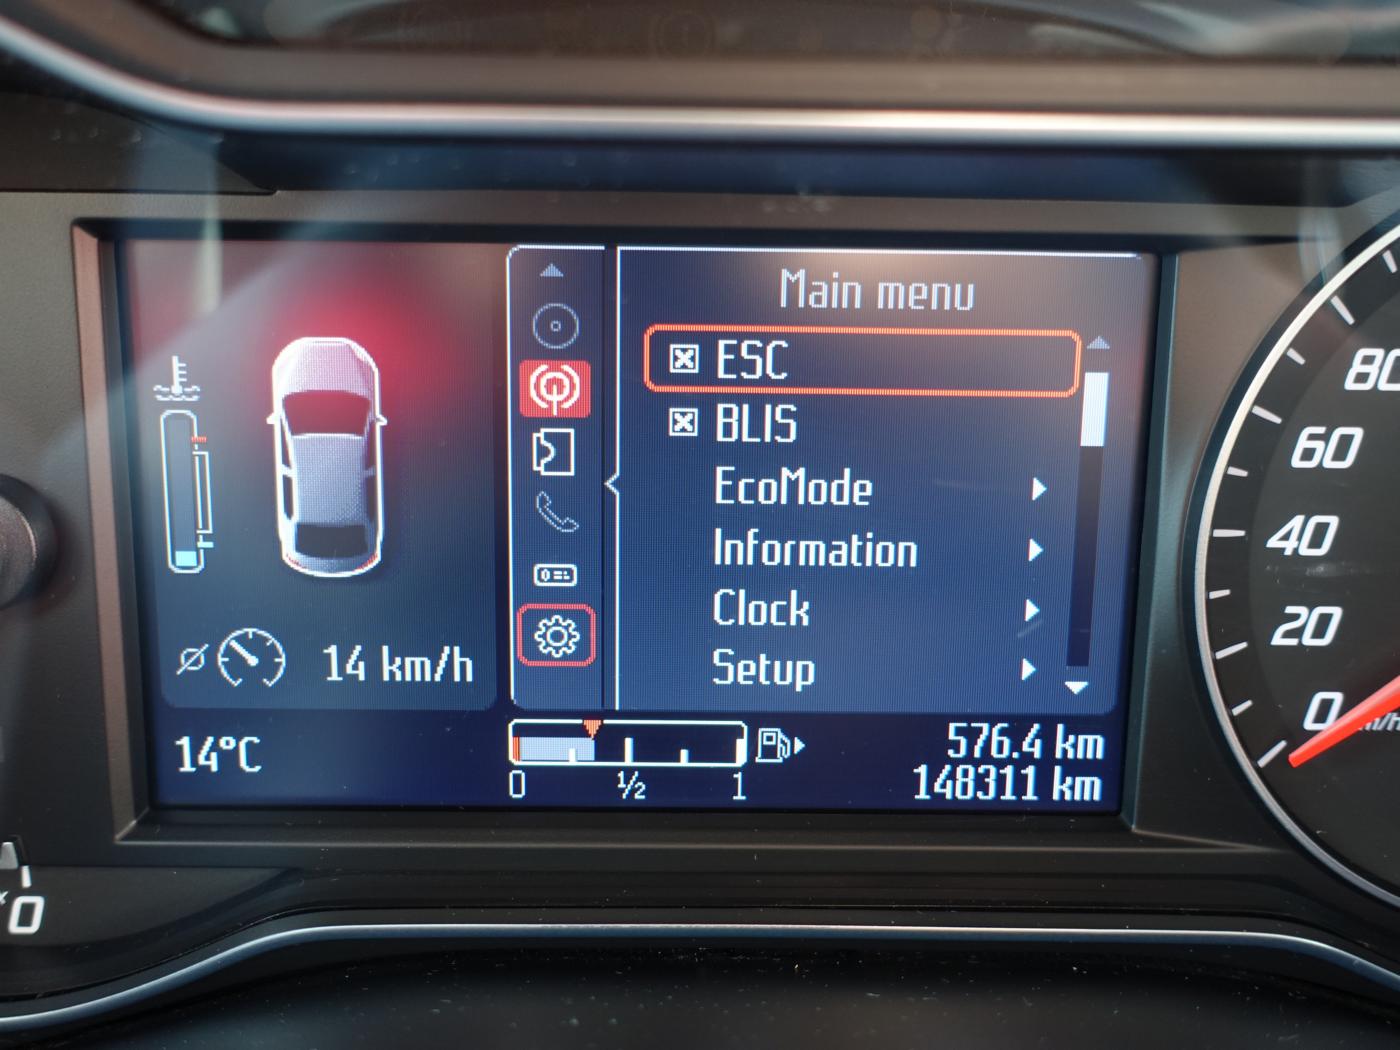 Main menu
ESC
BLIS
EcoMode
Information
Clock
Setup
14 km/h
14°C
0 ½ 1
576.4 km
148311 km
80
60
40
20
0
0